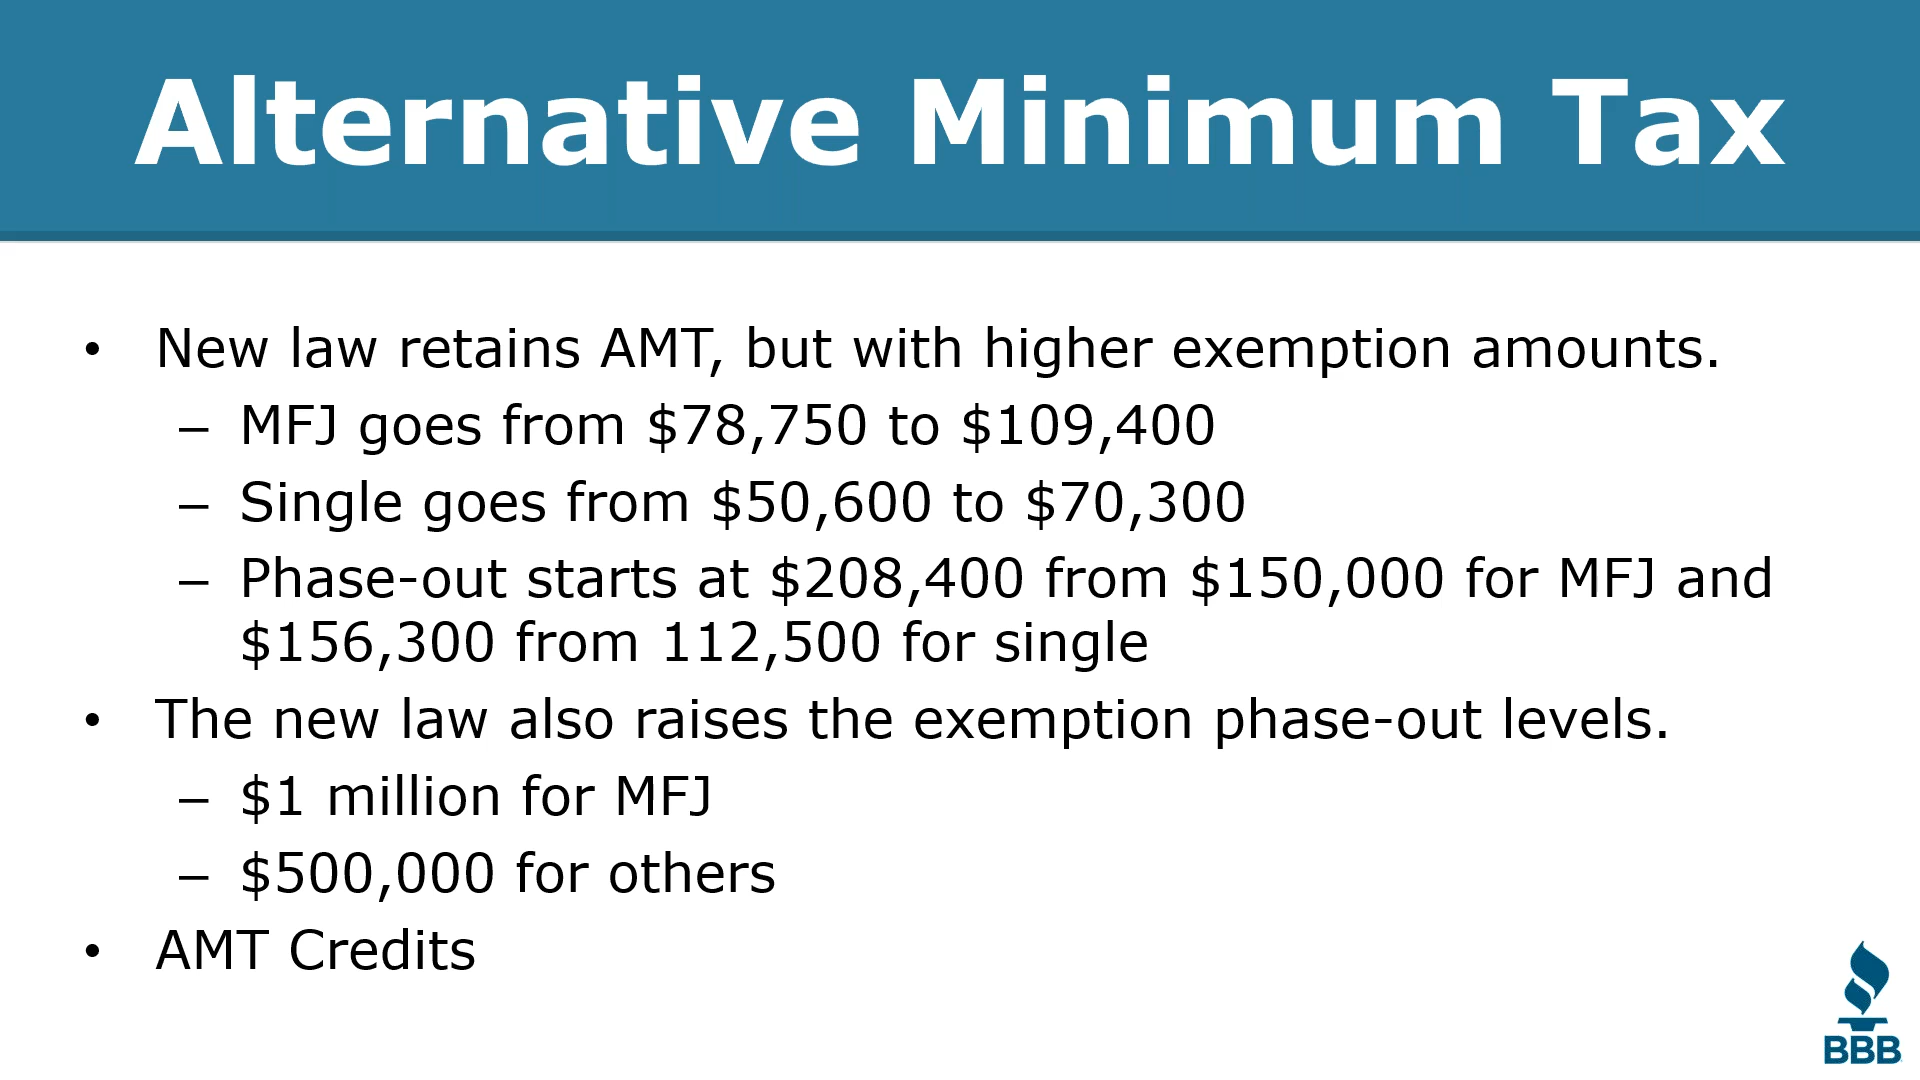 Alternative Minimum Tax
• New law retains AMT, but with higher exemption amounts.
– MFJ goes from $78,750 to $109,400
– Single goes from $50,600 to $70,300
– Phase-out starts at $208,400 from $150,000 for MFJ and
$156,300 from 112,500 for single
• The new law also raises the exemption phase-out levels.
– $1 million for MFJ
– $500,000 for others
• AMT Credits
BBB